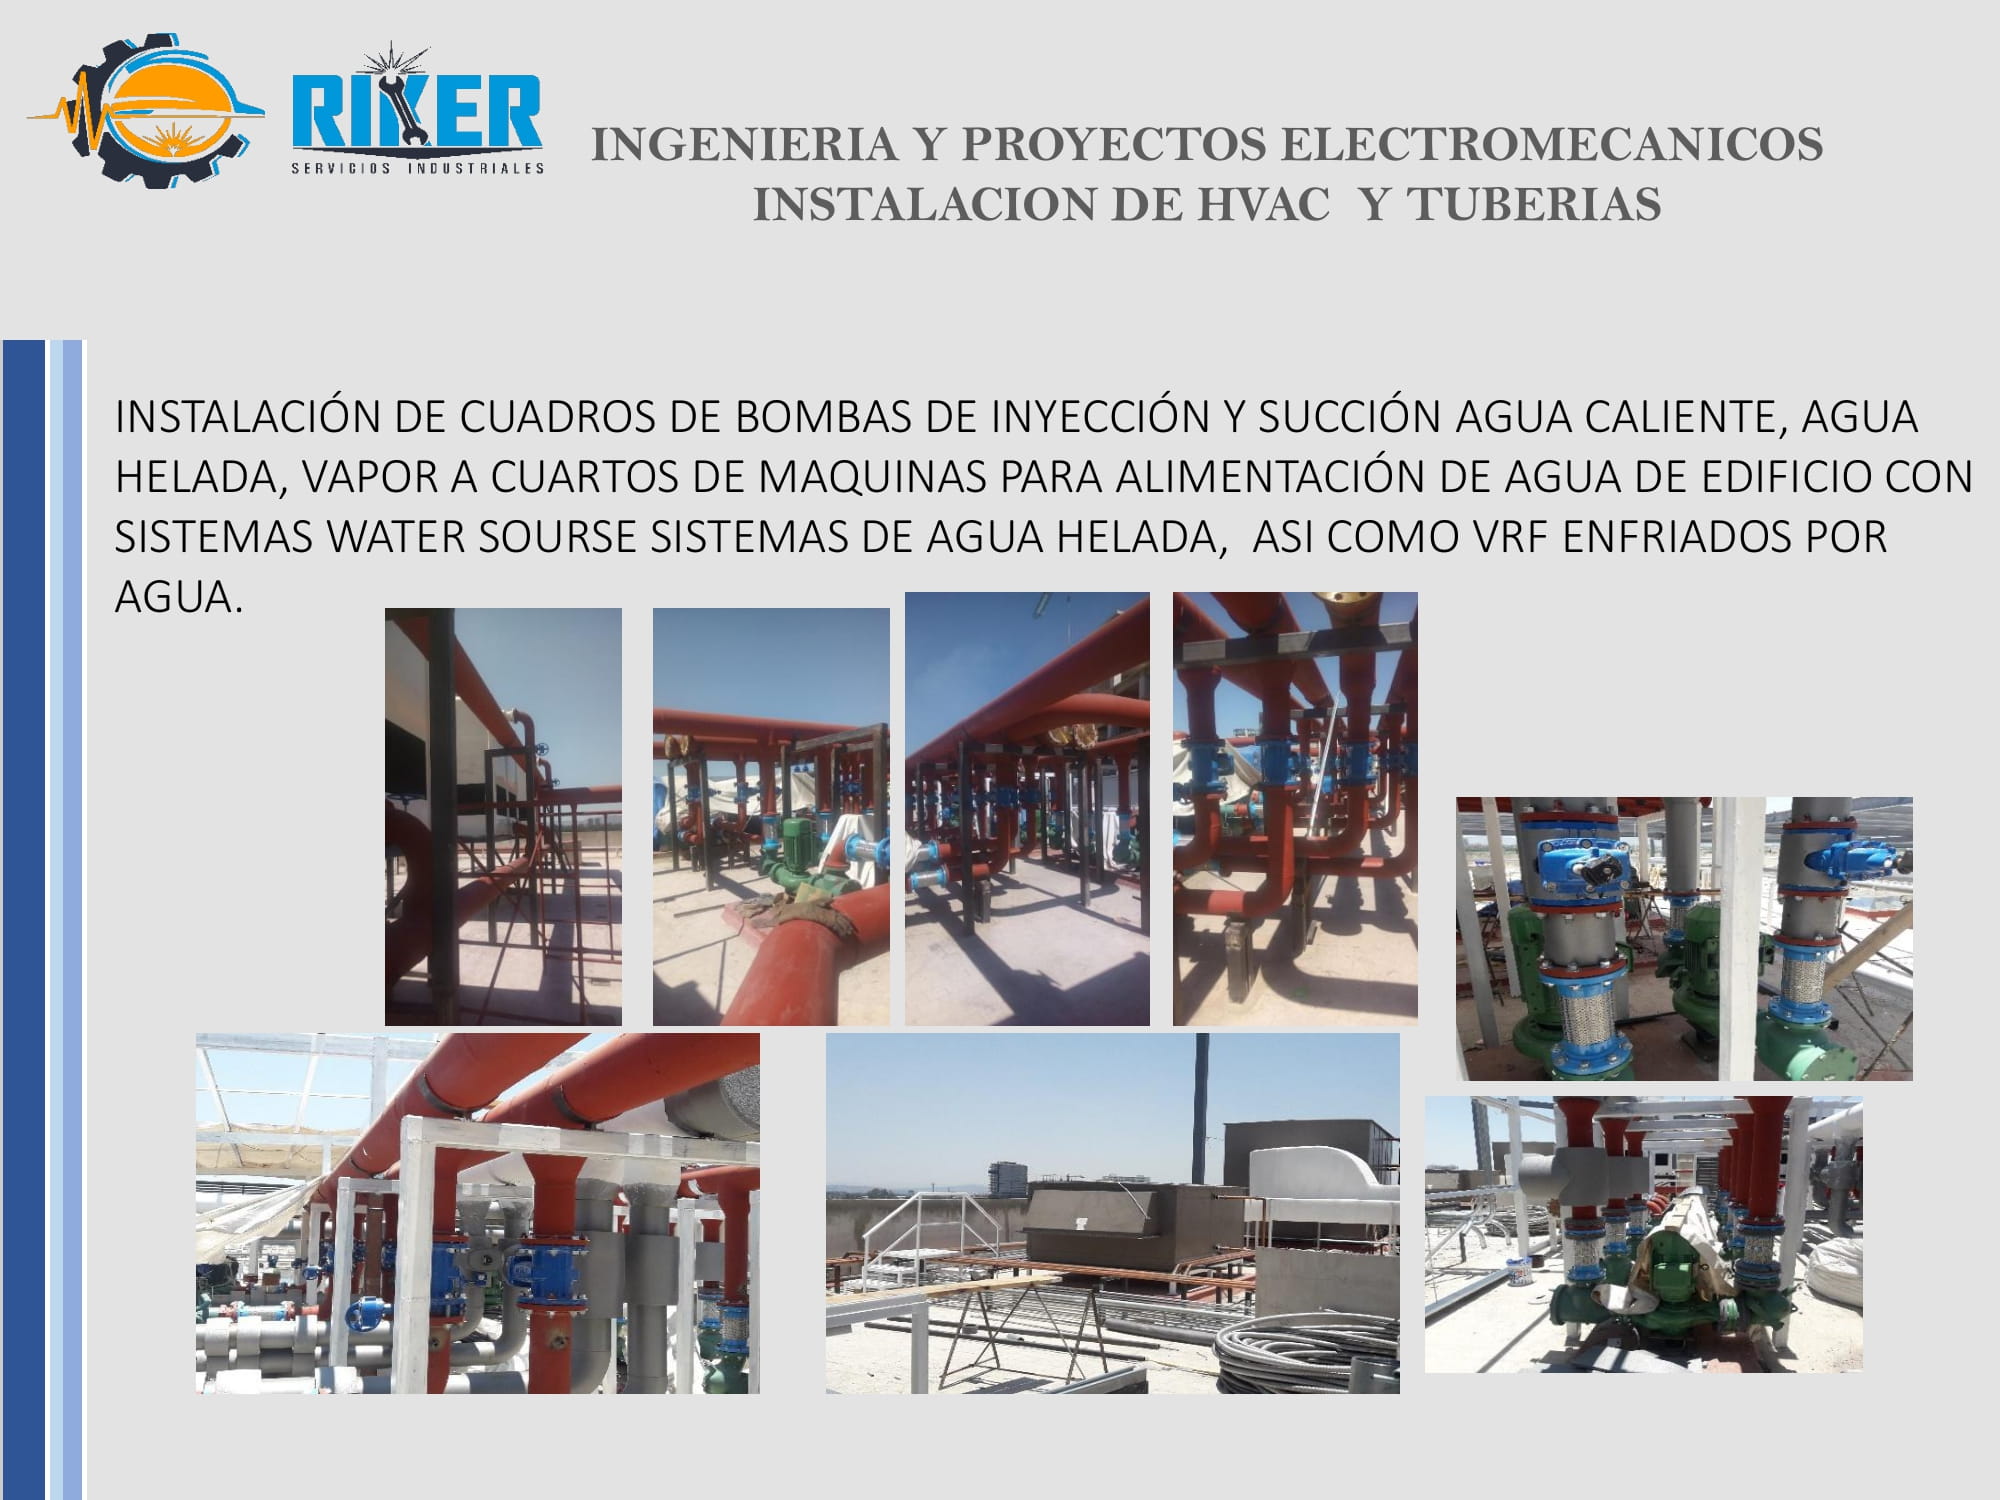 RIKER
SERVICIOS INDUSTRIALES
INGENIERIA Y PROYECTOS ELECTROMECANICOS
INSTALACION DE HVAC Y TUBERIAS
INSTALACIÓN DE CUADROS DE BOMBAS DE INYECCIÓN Y SUCCIÓN AGUA CALIENTE, AGUA
HELADA, VAPOR A CUARTOS DE MAQUINAS PARA ALIMENTACIÓN DE AGUA DE EDIFICIO CON
SISTEMAS WATER SOURSE SISTEMAS DE AGUA HELADA, ASI COMO VRF ENFRIADOS POR
AGUA.